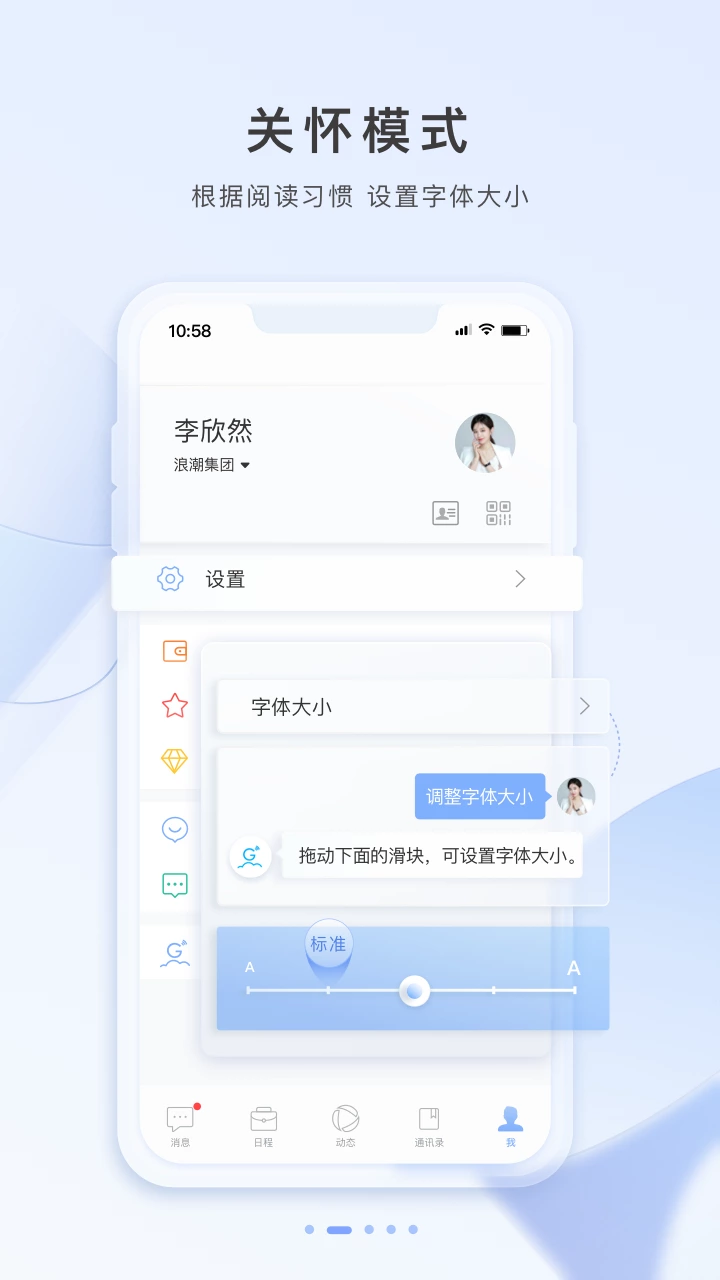 关怀模式
根据阅读习惯 设置字体大小
10:58
李欣然
浪潮集团
设置
字体大小
调整字体大小
G
拖动下面的滑块，可设置字体大小。
G
标准
A
A
消息
日程
动态
通讯录
我